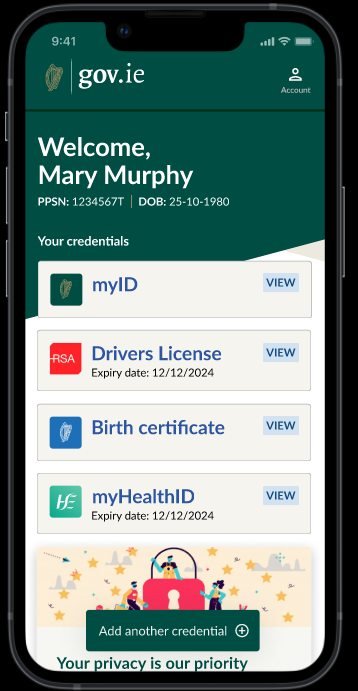 9:41
gov.ie
Account
Welcome,
Mary Murphy
PPSN: 1234567T | DOB: 25-10-1980
Your credentials
myID VIEW
RSA Drivers License VIEW
Expiry date: 12/12/2024
Birth certificate VIEW
myHealthID VIEW
Expiry date: 12/12/2024
Add another credential
Your privacy is our priority